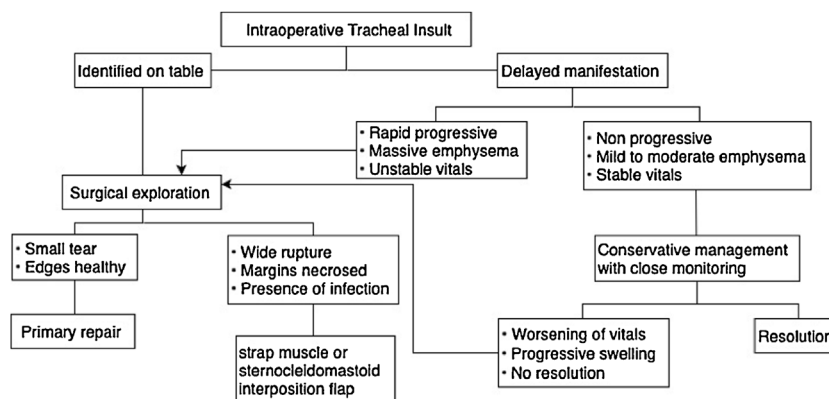 Intraoperative Tracheal Insult
Identified on table
Delayed manifestation
• Rapid progressive
• Massive emphysema
• Unstable vitals
• Non progressive
• Mild to moderate emphysema
• Stable vitals
Surgical exploration
• Small tear
• Edges healthy
• Wide rupture
• Margins necrosed
• Presence of infection
Conservative management
with close monitoring
Primary repair
strap muscle or
sternocleidomastoid
interposition flap
• Worsening of vitals
• Progressive swelling
• No resolution
Resolution